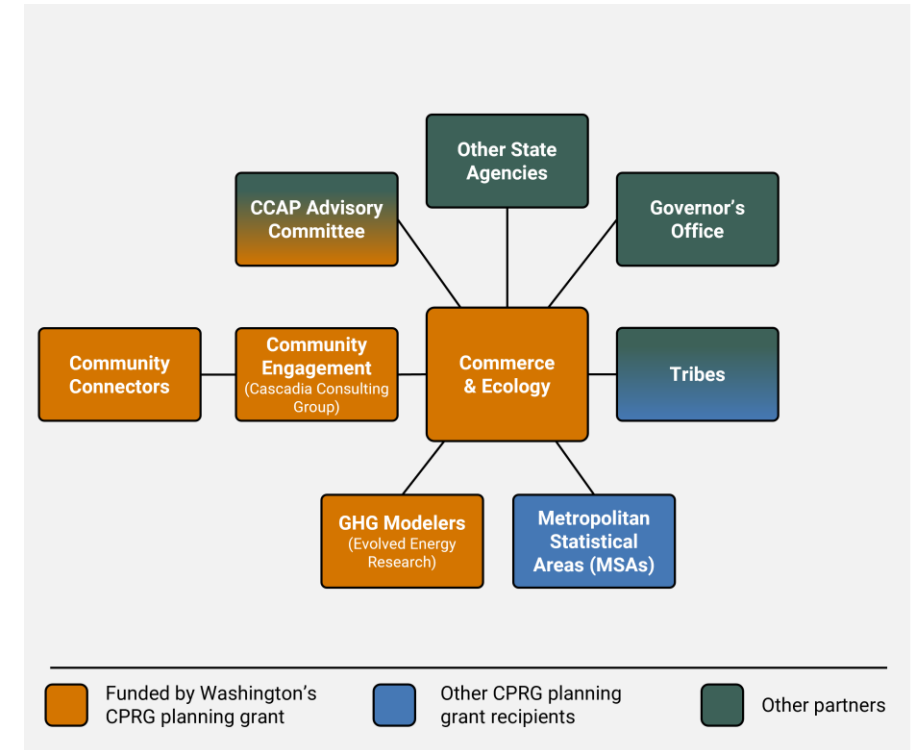 Other State
Agencies
CCAP Advisory
Committee
Governor’s
Office
Community
Connectors
Community
Engagement
(Cascadia Consulting
Group)
Commerce
& Ecology
Tribes
GHG Modelers
(Evolved Energy
Research)
Metropolitan
Statistical
Areas (MSAs)
Funded by Washington’s
CPRG planning grant
Other CPRG planning
grant recipients
Other partners